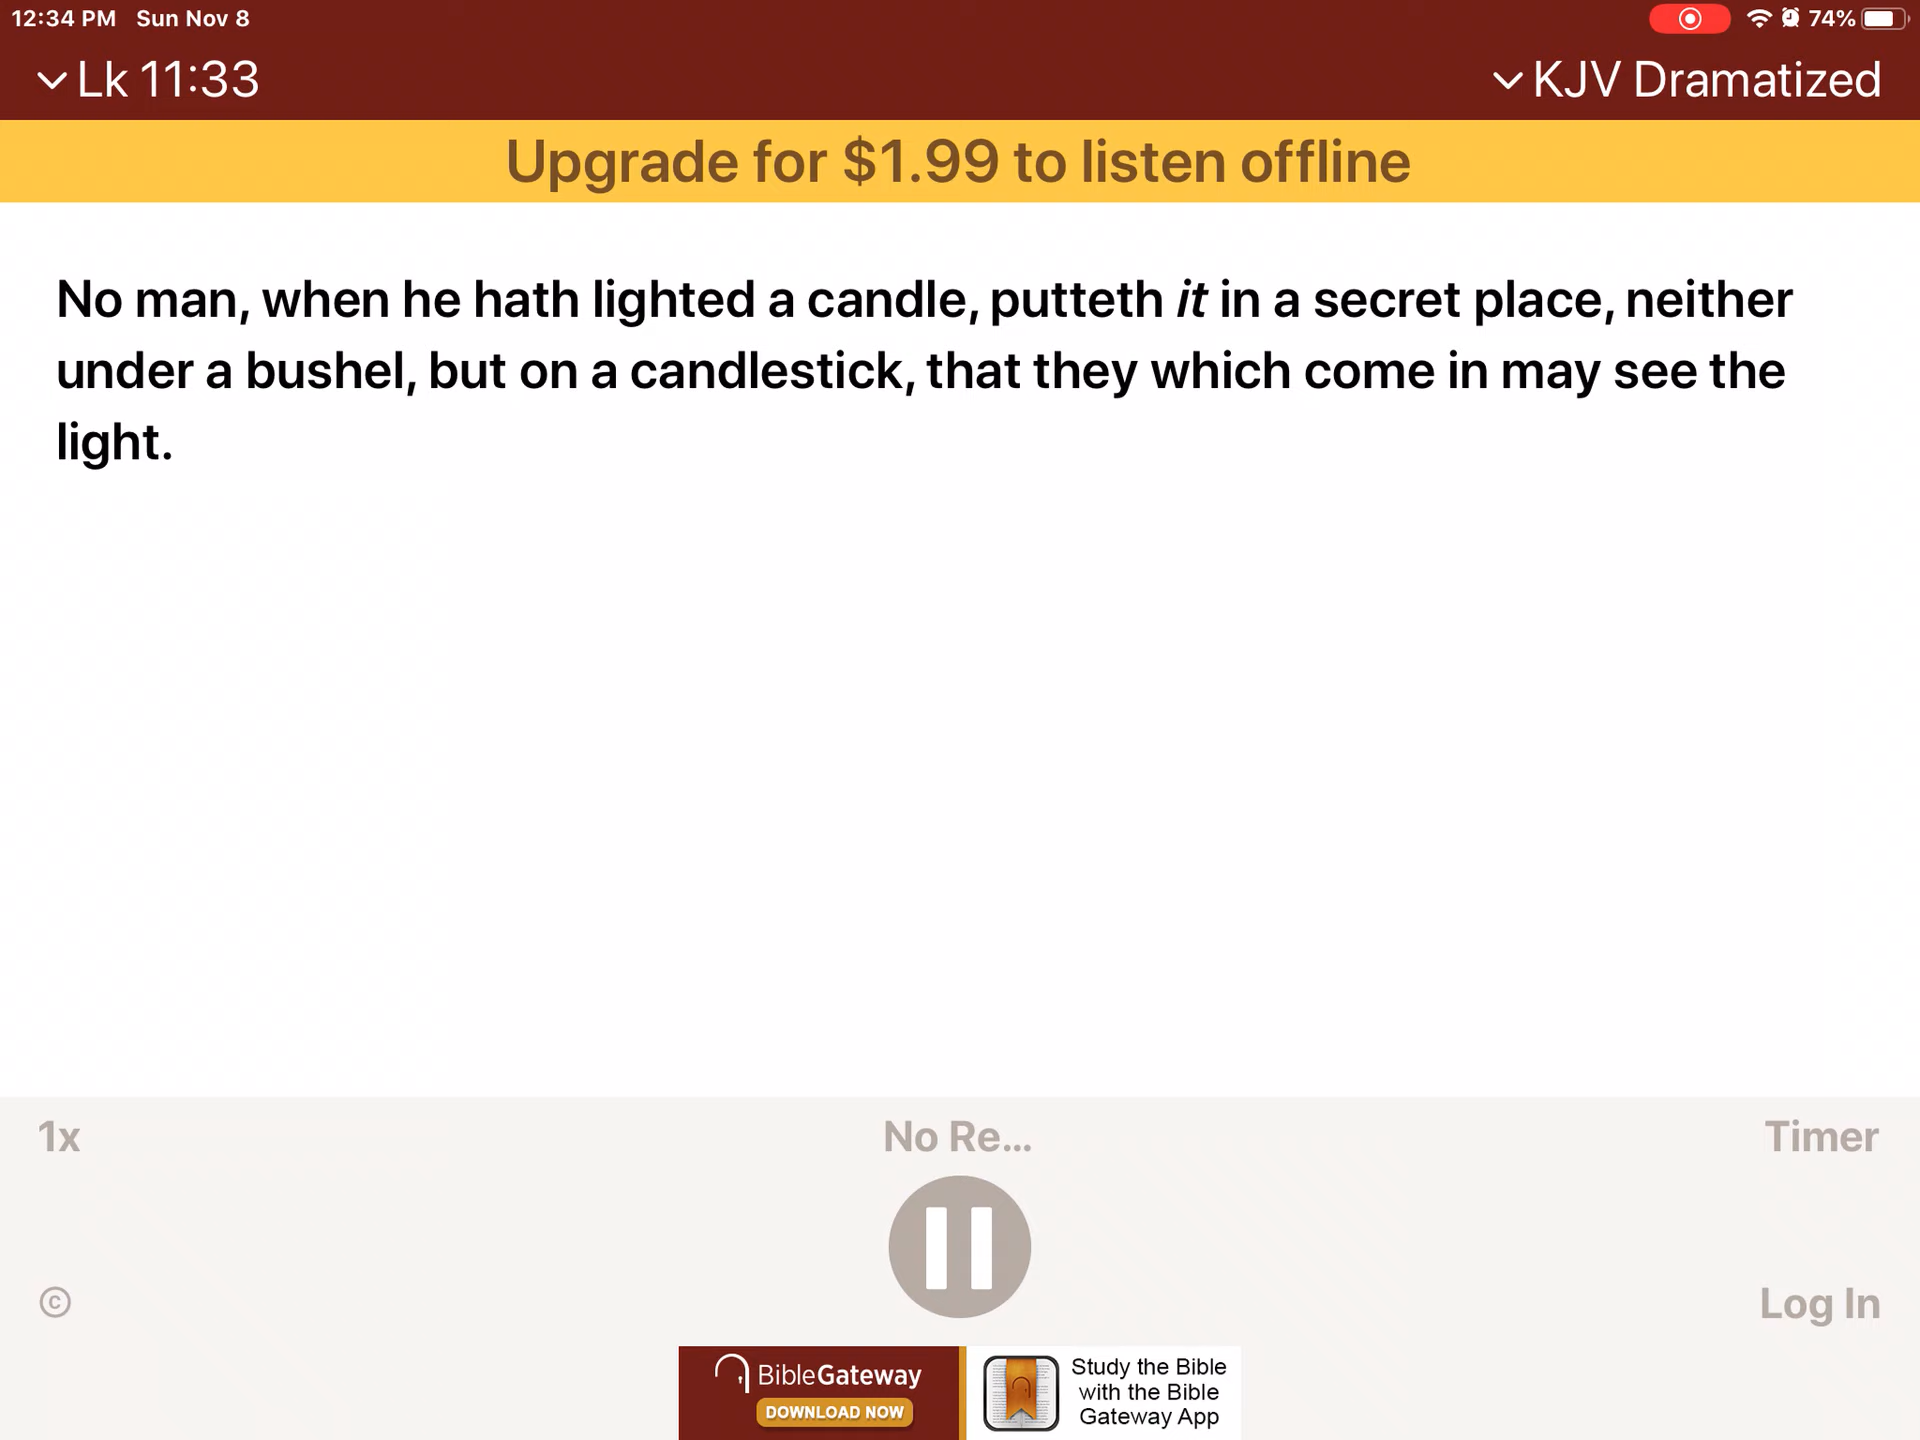 12:34 PM Sun Nov 8 74%
Lk 11:33 KJV Dramatized
Upgrade for $1.99 to listen offline
No man, when he hath lighted a candle, putteth it in a secret place, neither
under a bushel, but on a candlestick, that they which come in may see the
light.
1x No Re... Timer
© Log In
BibleGateway
DOWNLOAD NOW
Study the Bible
with the Bible
Gateway App